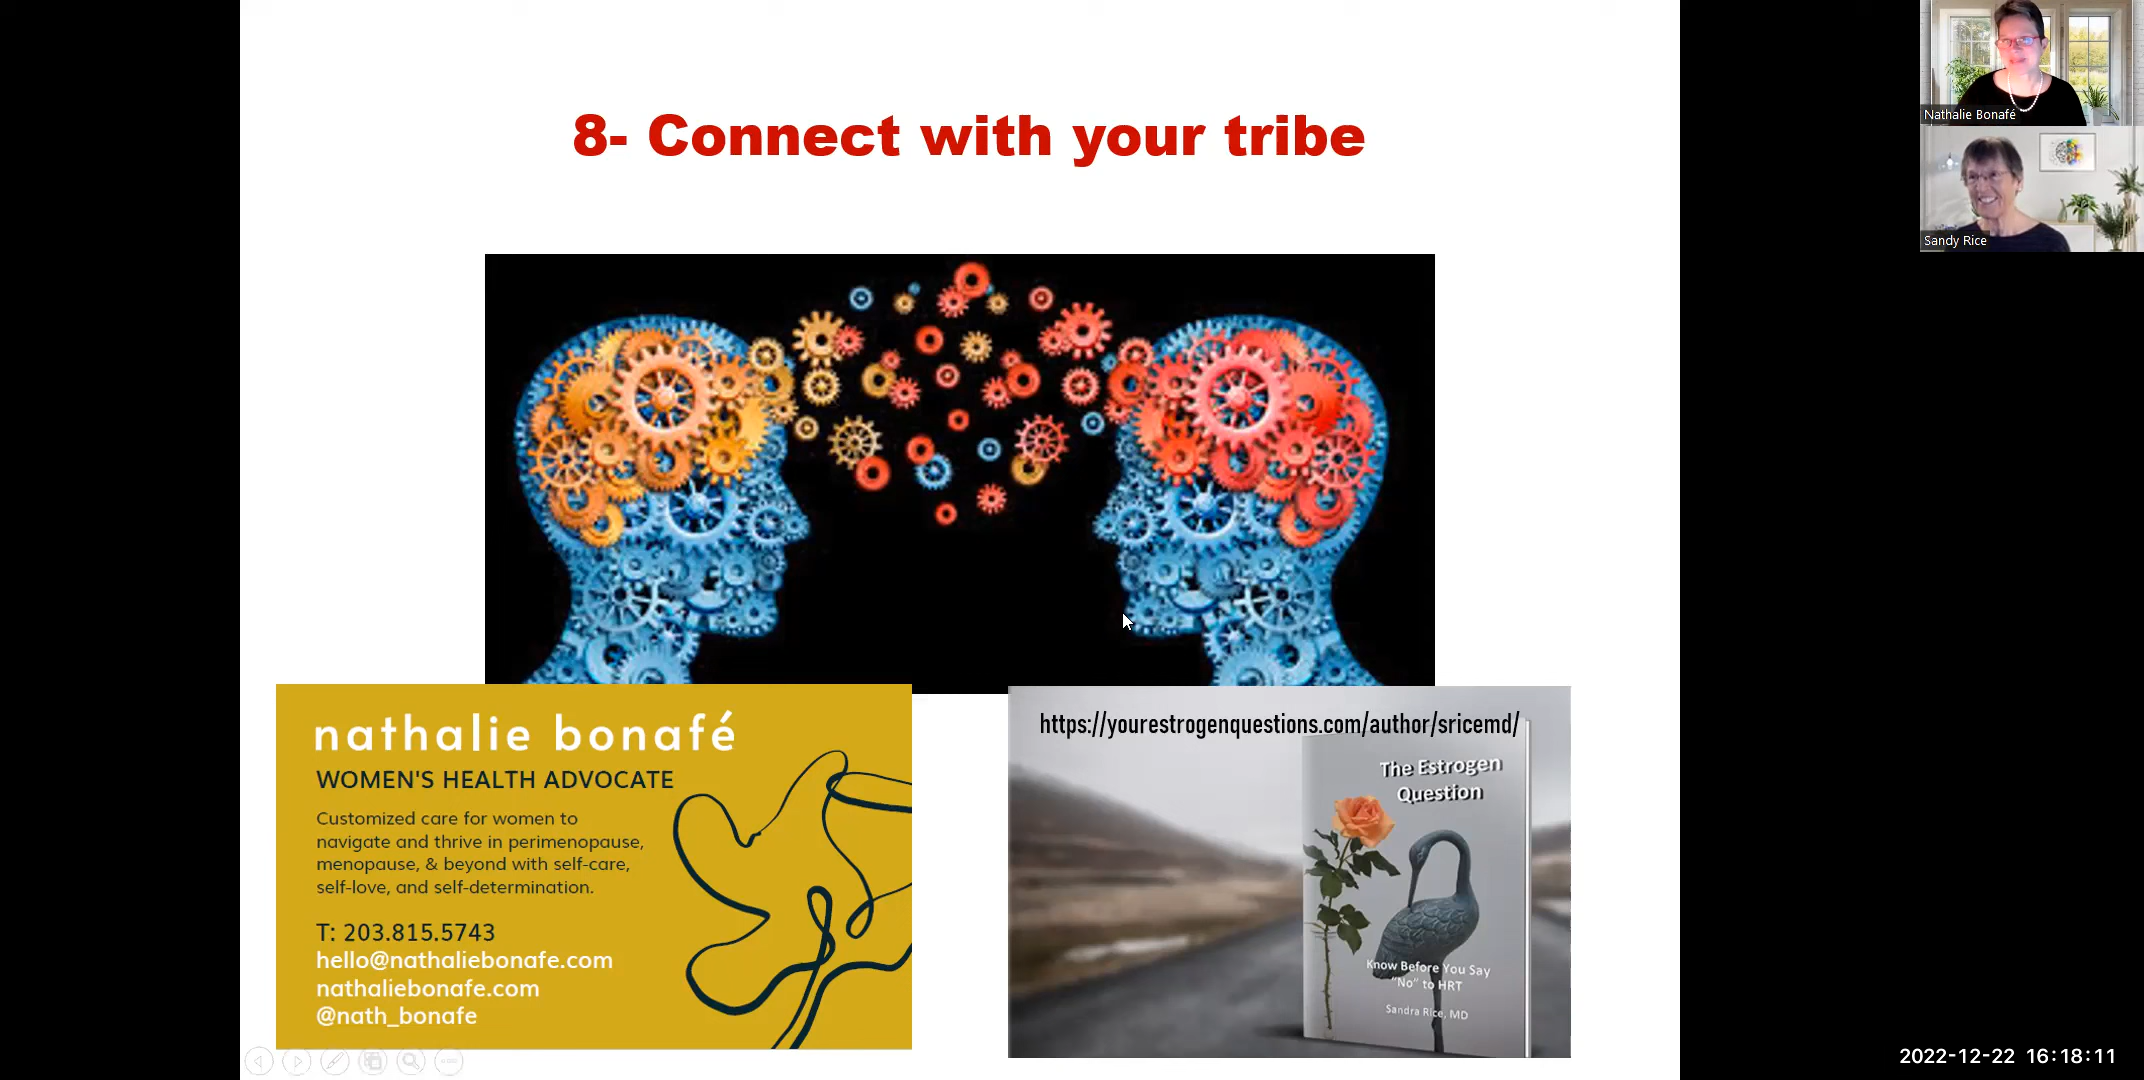 8- Connect with your tribe
nathalie bonafé
WOMEN'S HEALTH ADVOCATE
Customized care for women to
navigate and thrive in perimenopause,
menopause, & beyond with self-care,
self-love, and self-determination.
T: 203.815.5743
hello@nathaliebonafe.com
nathaliebonafe.com
@nath_bonafe
https://yourestrogenquestions.com/author/sricemd/
The Estrogen
Question
Know Before You Say
"No" to HRT
Sandra Rice, MD
Nathalie Bonafé
Sandy Rice
2022-12-22 16:18:11